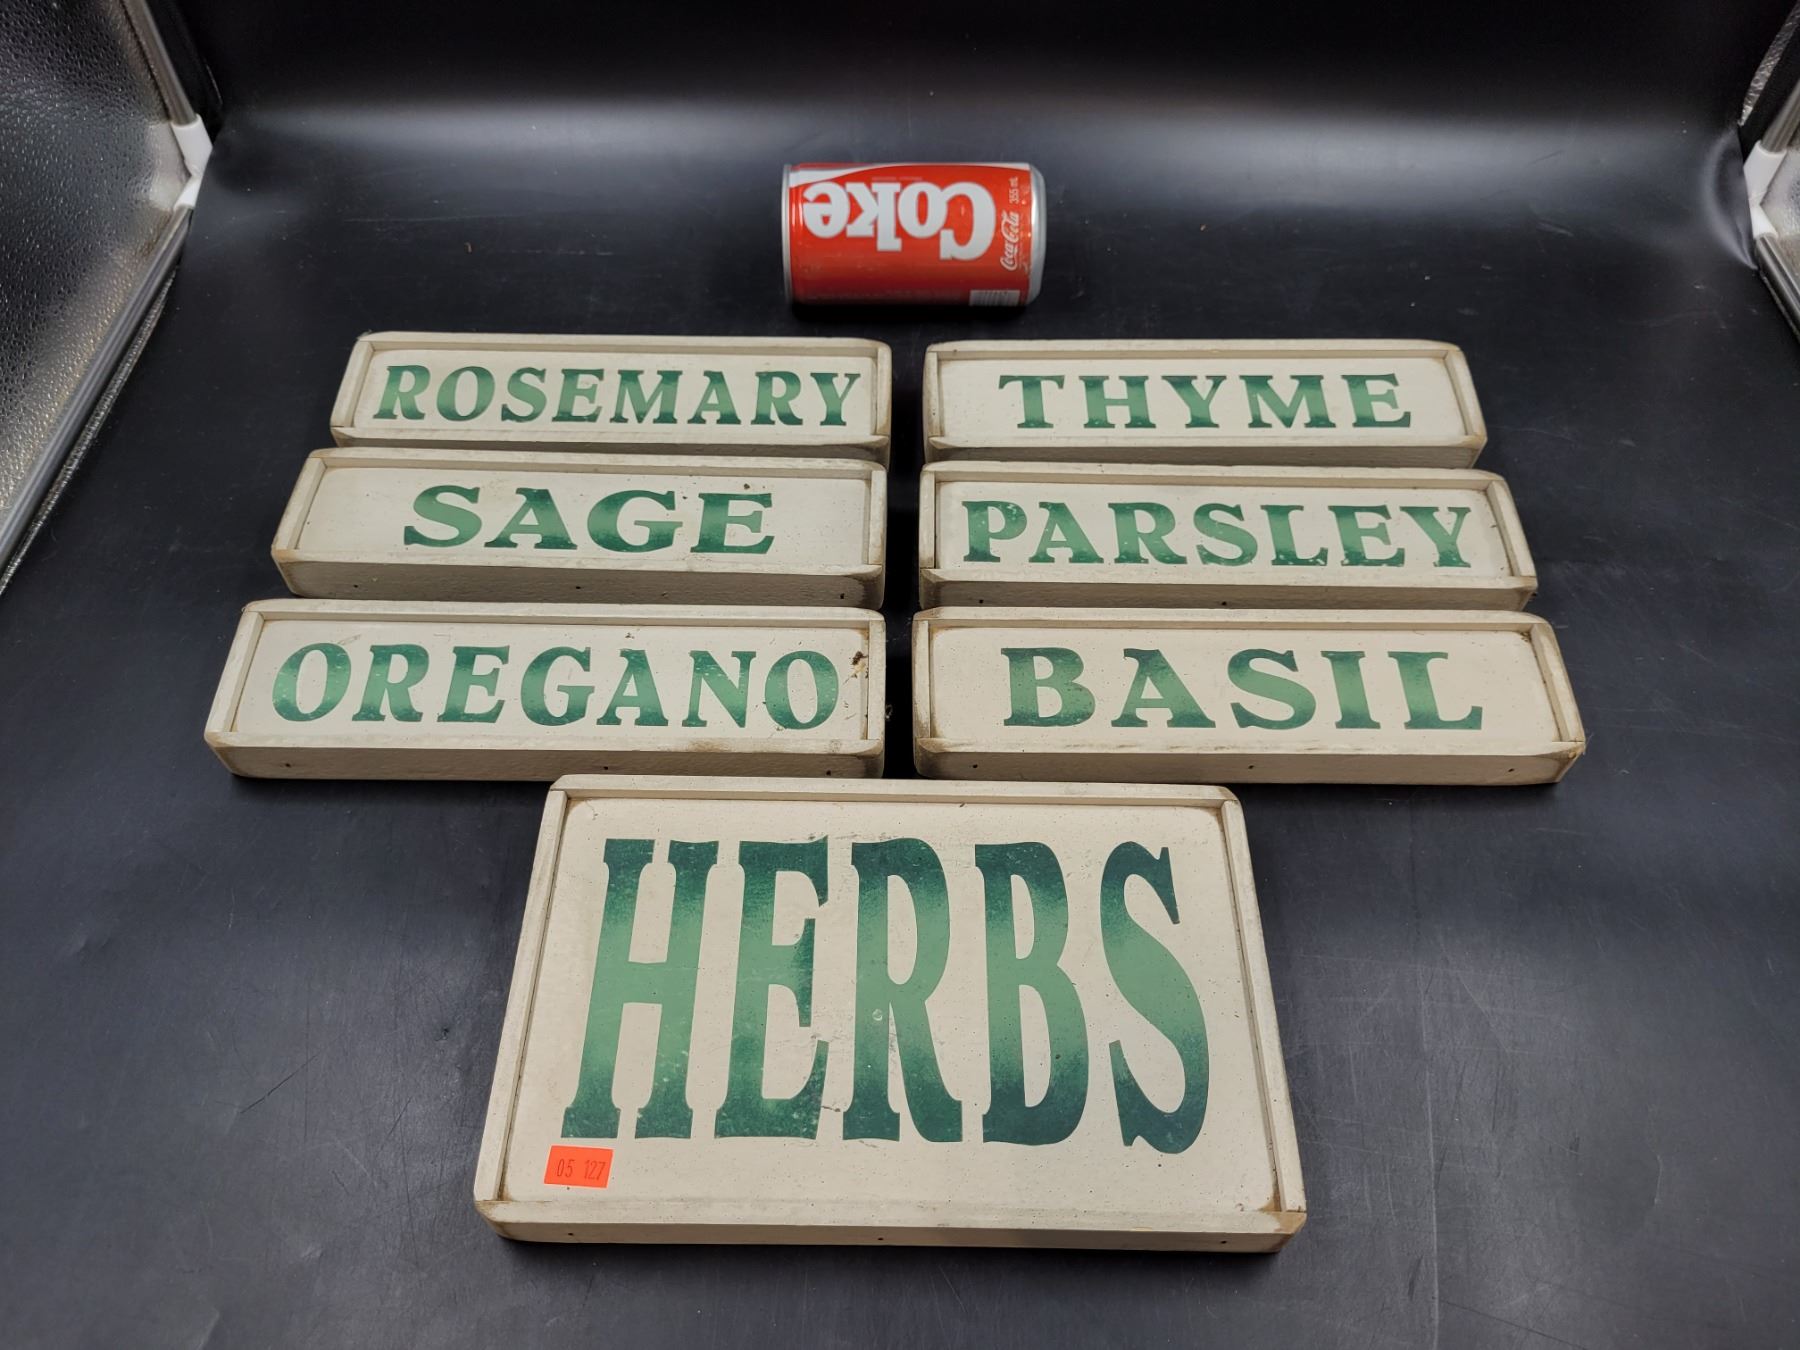 Coke
Coca-Cola 355 mL
ROSEMARY
THYME
SAGE
PARSLEY
OREGANO
BASIL
HERBS
05 127